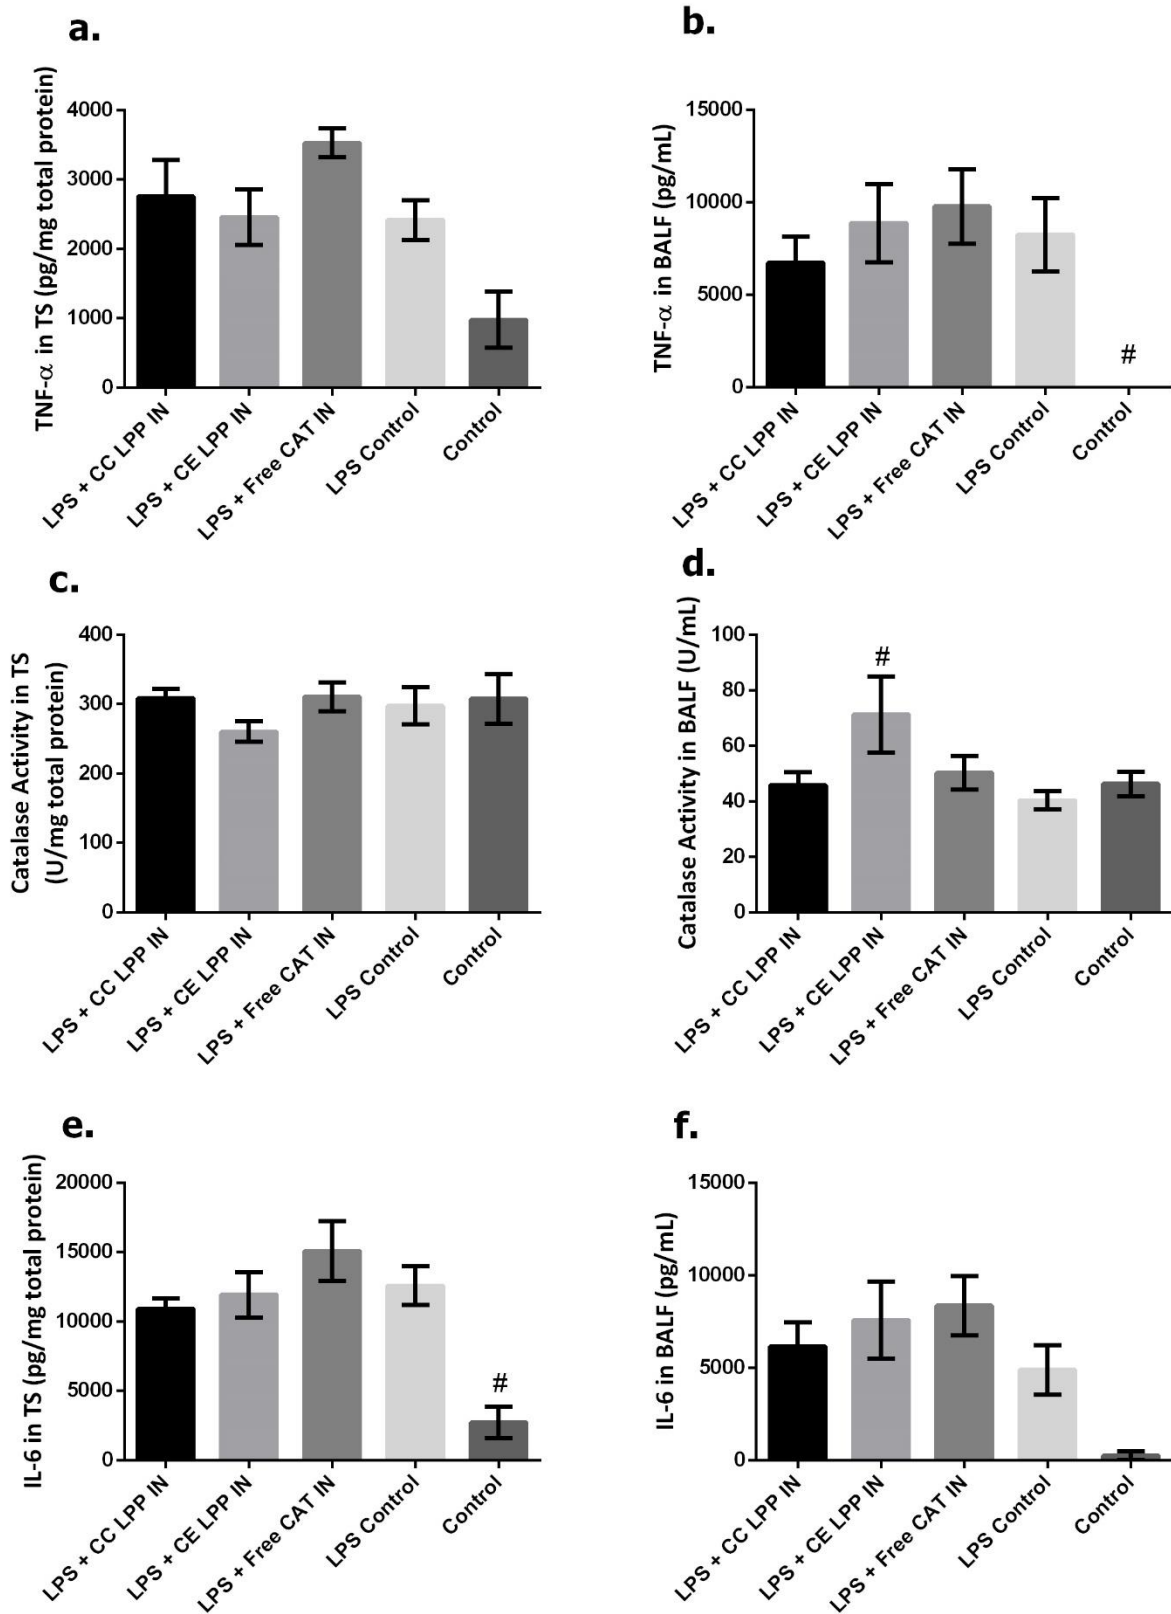 a.
TNF-α in TS (pg/mg total protein)
4000
3000
2000
1000
0
LPS + CC LPP IN
LPS + CE LPP IN
LPS + Free CAT IN
LPS Control
Control
b.
TNF-α in BALF (pg/mL)
15000
10000
5000
0
#
LPS + CC LPP IN
LPS + CE LPP IN
LPS + Free CAT IN
LPS Control
Control
c.
Catalase Activity in TS
(U/mg total protein)
400
300
200
100
0
LPS + CC LPP IN
LPS + CE LPP IN
LPS + Free CAT IN
LPS Control
Control
d.
Catalase Activity in BALF (U/mL)
100
80
60
40
20
0
#
LPS + CC LPP IN
LPS + CE LPP IN
LPS + Free CAT IN
LPS Control
Control
e.
IL-6 in TS (pg/mg total protein)
20000
15000
10000
5000
0
#
LPS + CC LPP IN
LPS + CE LPP IN
LPS + Free CAT IN
LPS Control
Control
f.
IL-6 in BALF (pg/mL)
15000
10000
5000
0
LPS + CC LPP IN
LPS + CE LPP IN
LPS + Free CAT IN
LPS Control
Control